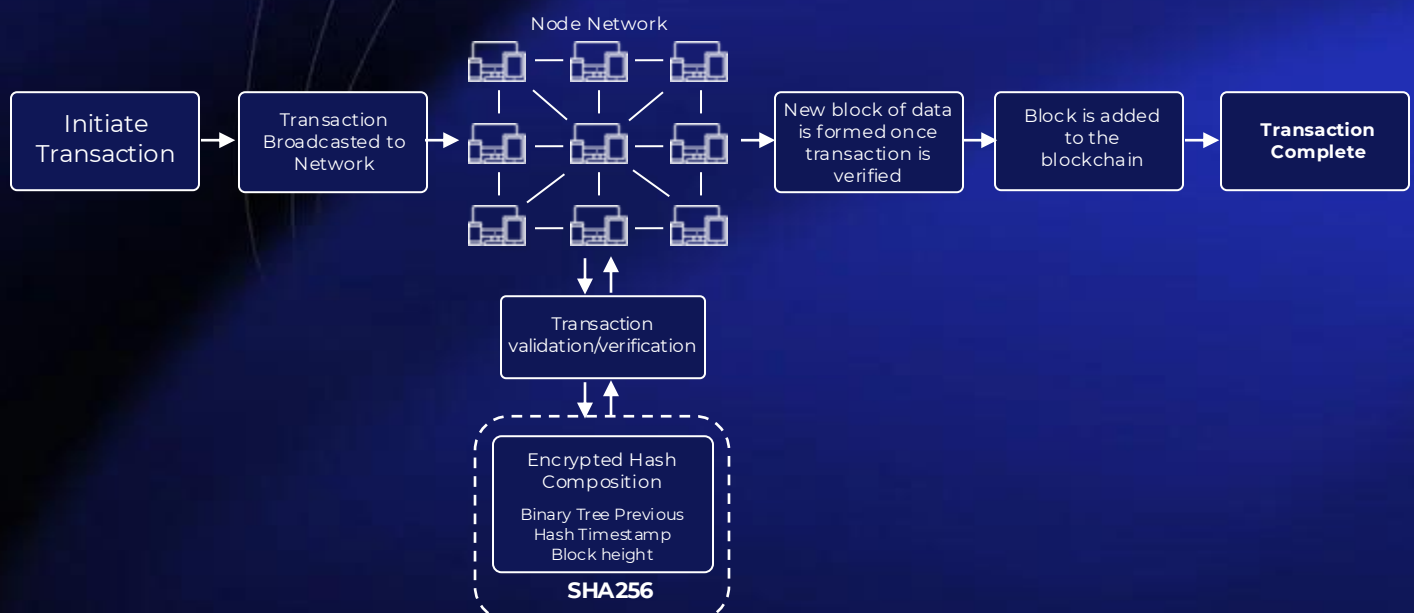 Node Network
Initiate
Transaction
Transaction
Broadcasted to
Network
New block of data
is formed once
transaction is
verified
Block is added
to the
blockchain
Transaction
Complete
Transaction
validation/verification
Encrypted Hash
Composition
Binary Tree Previous
Hash Timestamp
Block height
SHA256